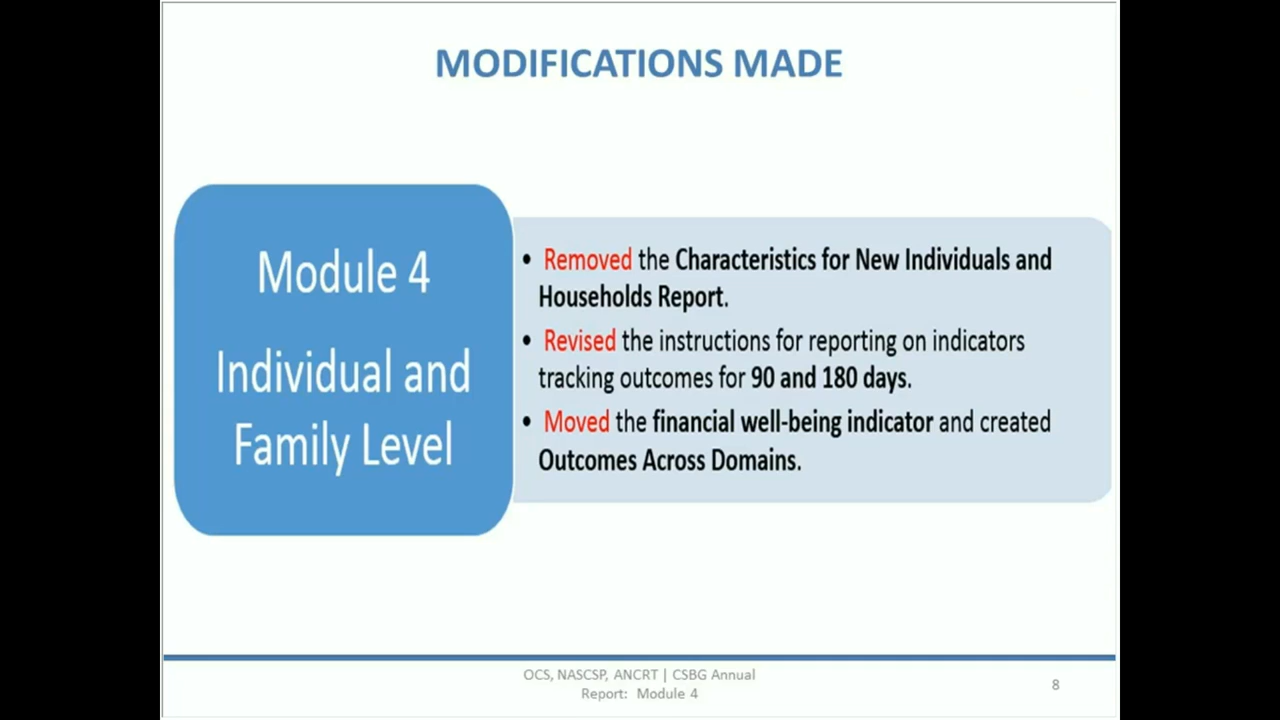 MODIFICATIONS MADE
Module 4
Individual and
Family Level
• Removed the Characteristics for New Individuals and
Households Report.
• Revised the instructions for reporting on indicators
tracking outcomes for 90 and 180 days.
• Moved the financial well-being indicator and created
Outcomes Across Domains.
OCS, NASCSP, ANCRT | CSBG Annual
Report: Module 4
8